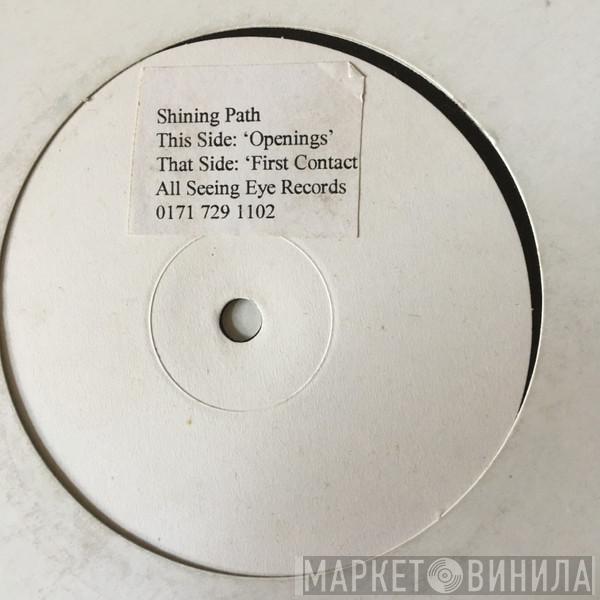 Shining Path
This Side: ‘Openings’
That Side: ‘First Contact
All Seeing Eye Records
0171 729 1102
МАРКЕТ ВИНИЛА